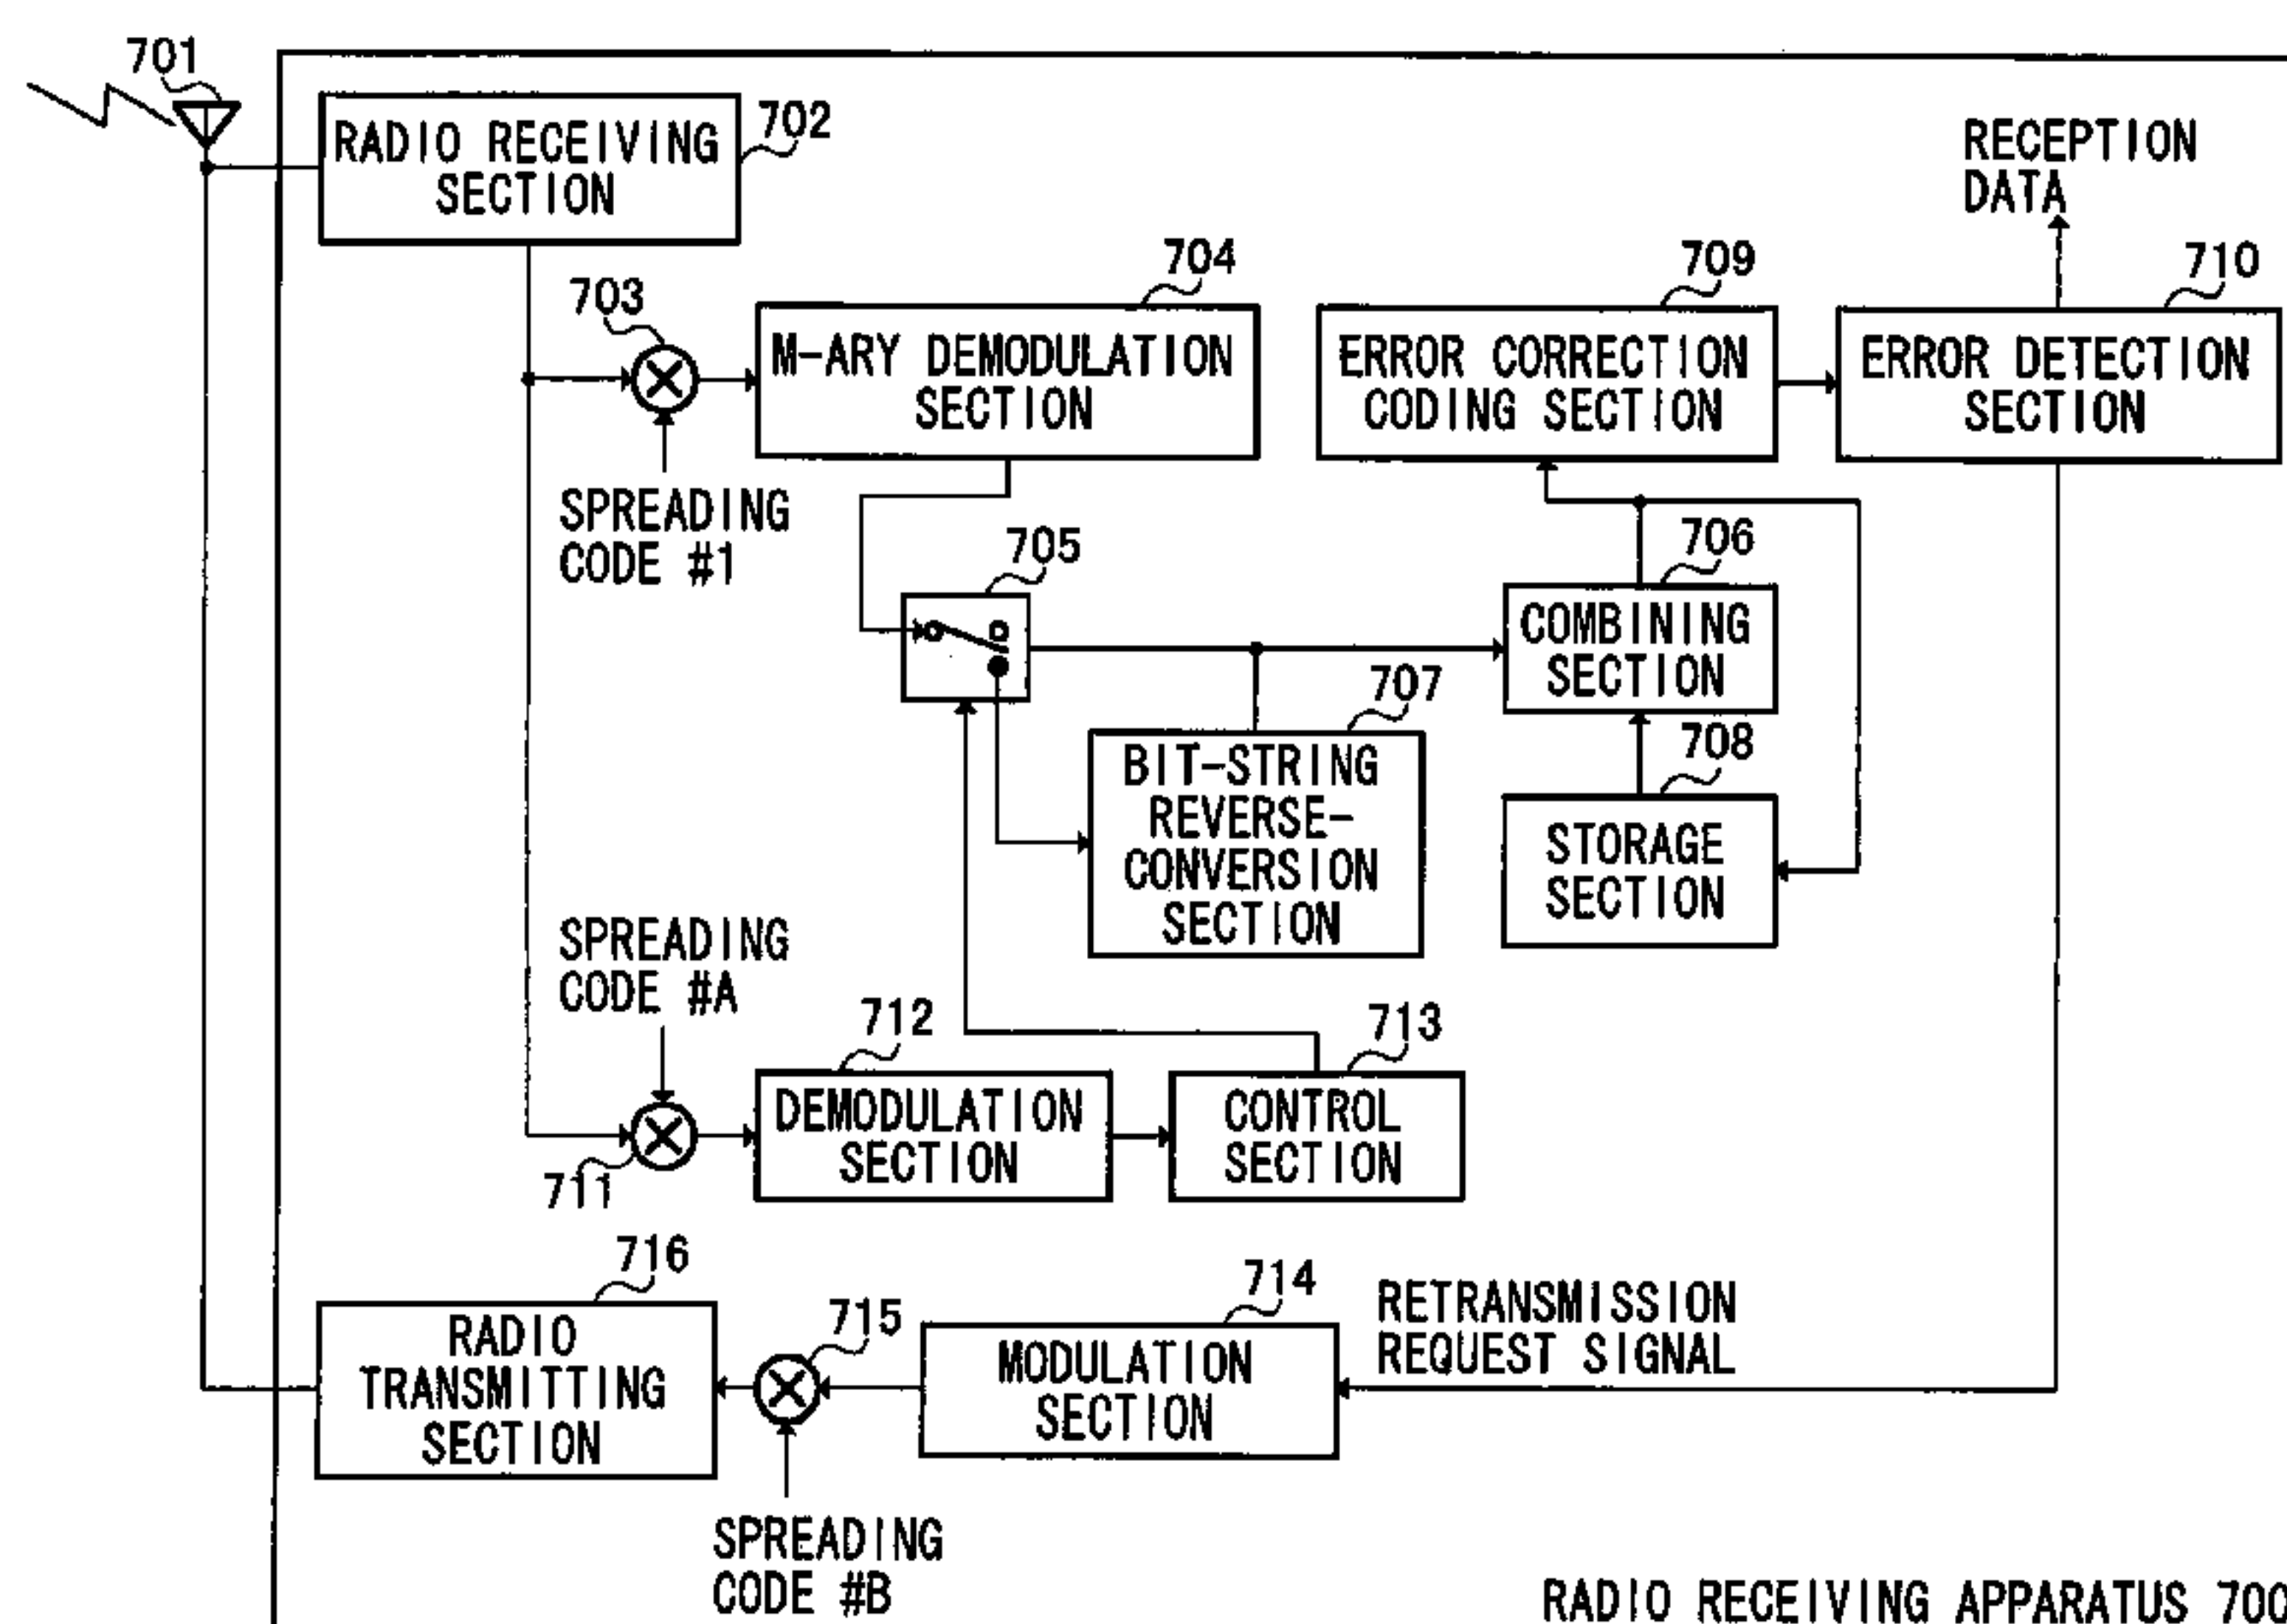 701
RADIO RECEIVING
SECTION
702
RECEPTION
DATA
703
704
709
710
M-ARY DEMODULATION
SECTION
ERROR CORRECTION
CODING SECTION
ERROR DETECTION
SECTION
SPREADING
CODE #1
705
706
COMBINING
SECTION
707
BIT-STRING
REVERSE-
CONVERSION
SECTION
708
STORAGE
SECTION
SPREADING
CODE #A
711
712
DEMODULATION
SECTION
713
CONTROL
SECTION
716
RADIO
TRANSMITTING
SECTION
715
714
MODULATION
SECTION
RETRANSMISSION
REQUEST SIGNAL
SPREADING
CODE #B
RADIO RECEIVING APPARATUS 700